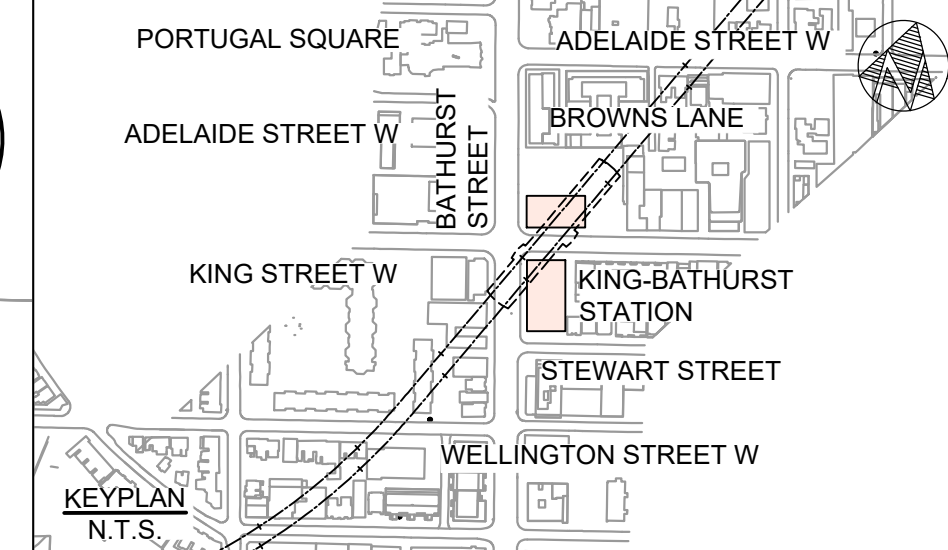 PORTUGAL SQUARE
ADELAIDE STREET W
ADELAIDE STREET W
BROWNS LANE
BATHURST
STREET
KING STREET W
KING-BATHURST
STATION
STEWART STREET
WELLINGTON STREET W
KEYPLAN
N.T.S.